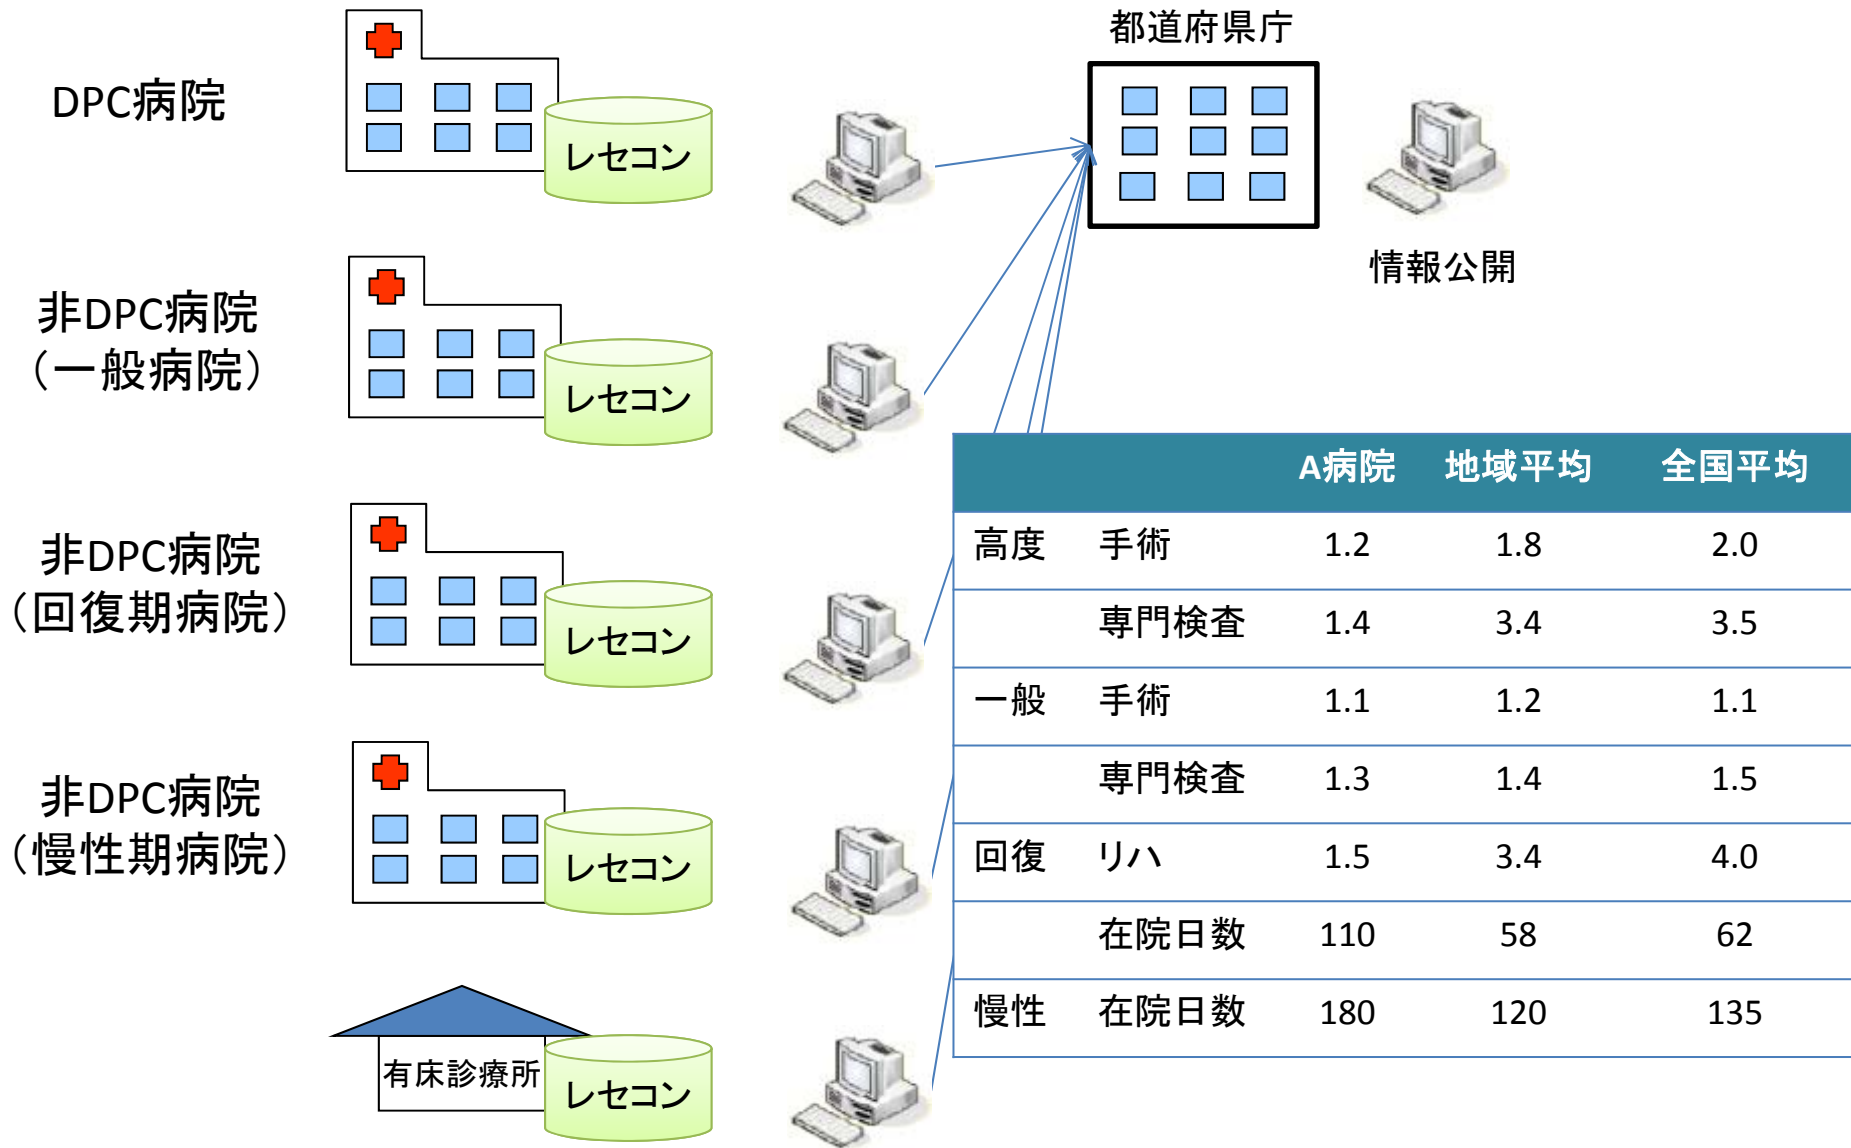 都道府県庁
DPC病院
レセコン
情報公開
非DPC病院
（一般病院）
レセコン
非DPC病院
（回復期病院）
レセコン
非DPC病院
（慢性期病院）
レセコン
有床診療所
レセコン
A病院 地域平均 全国平均
高度 手術 1.2 1.8 2.0
専門検査 1.4 3.4 3.5
一般 手術 1.1 1.2 1.1
専門検査 1.3 1.4 1.5
回復 リハ 1.5 3.4 4.0
在院日数 110 58 62
慢性 在院日数 180 120 135